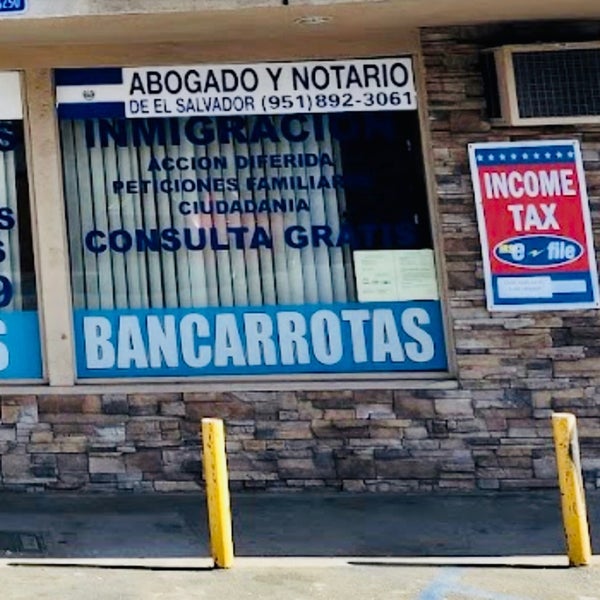 ABOGADO Y NOTARIO
DE EL SALVADOR (951) 892-3061
INMIGRACION
ACCION DIFERIDA
PETICIONES FAMILIARES
CIUDADANIA
CONSULTA GRATIS
BANCARROTAS
INCOME
TAX
e file
S
S
S
9
S